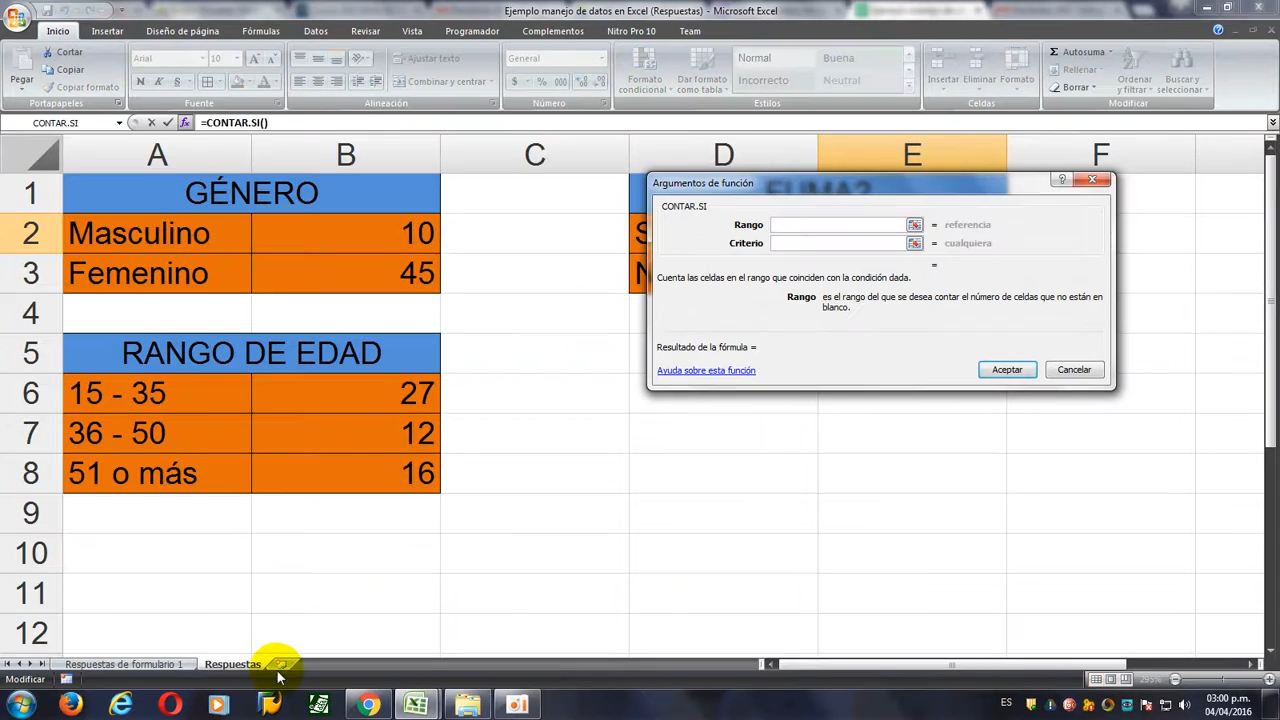 Ejemplo manejo de datos en Excel (Respuestas) - Microsoft Excel
Inicio Insertar Diseño de página Fórmulas Datos Revisar Vista Programador Complementos Nitro Pro 10 Team
Pegar
Cortar
Copiar
Copiar formato
Portapapeles
Arial 10
N K S
Fuente
Ajustar texto
Combinar y centrar
Alineación
General
$ % 000
Número
Formato condicional
Dar formato como tabla
Normal Buena
Incorrecto Neutral
Estilos
Insertar Eliminar Formato
Celdas
Autosuma
Rellenar
Borrar
Ordenar y filtrar
Buscar y seleccionar
Modificar
CONTAR.SI fx =CONTAR.SI()
A B C D E F
1 GÉNERO
2 Masculino 10
3 Femenino 45
4
5 RANGO DE EDAD
6 15 - 35 27
7 36 - 50 12
8 51 o más 16
9
10
11
12
Argumentos de función
CONTAR.SI
Rango = referencia
Criterio = cualquiera
=
Cuenta las celdas en el rango que coinciden con la condición dada.
Rango es el rango del que se desea contar el número de celdas que no están en
blanco.
Resultado de la fórmula =
Ayuda sobre esta función
Aceptar Cancelar
Respuestas de formulario 1 Respuestas
Modificar 295%
ES 03:00 p.m.
04/04/2016